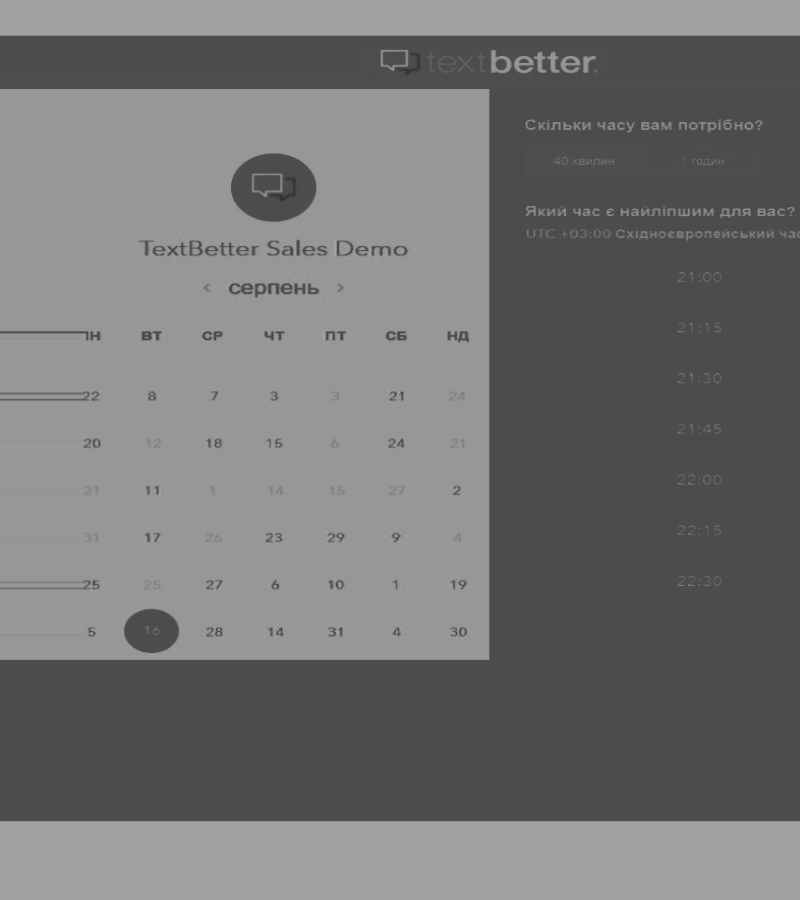 textbetter.
TextBetter Sales Demo
‹ серпень ›
ПН ВТ СР ЧТ ПТ СБ НД
22 8 7 3 3 21 24
20 12 18 15 6 24 21
21 11 1 14 15 27 2
31 17 26 23 29 9 4
25 25 27 6 10 1 19
5 16 28 14 31 4 30
Скільки часу вам потрібно?
40 хвилин 1 годин
Який час є найліпшим для вас?
UTC +03:00 Східноєвропейський час
21:00
21:15
21:30
21:45
22:00
22:15
22:30